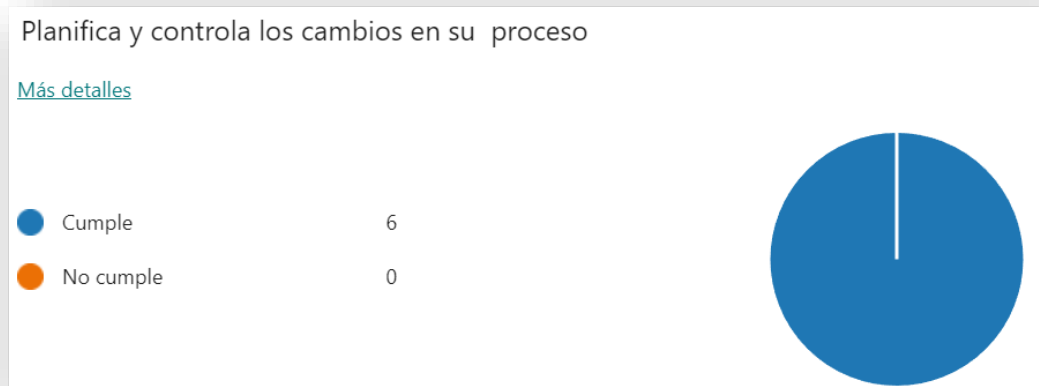 Planifica y controla los cambios en su proceso
Más detalles
Cumple 6
No cumple 0